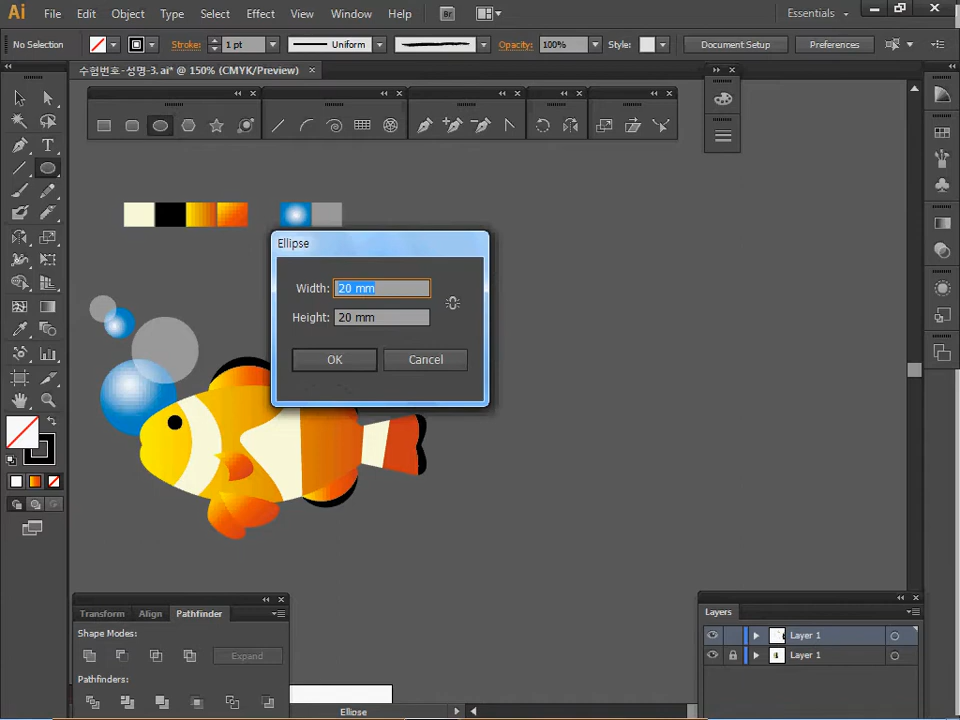 Ai File Edit Object Type Select Effect View Window Help Br Essentials
No Selection Stroke: 1 pt Uniform Opacity: 100% Style: Document Setup Preferences
수험번호-성명-3.ai* @ 150% (CMYK/Preview)
T
Ellipse
Width: 20 mm
Height: 20 mm
OK Cancel
Transform Align Pathfinder
Shape Modes:
Expand
Pathfinders:
Layers
Layer 1
Layer 1
Ellipse